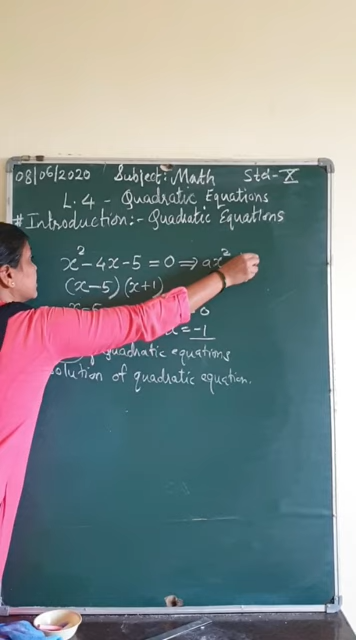 08/06/2020 Subject: Math Std-X
L.4 - Quadratic Equations
# Introduction:- Quadratic Equations
x² - 4x - 5 = 0 ⇒ ax²
(x-5) (x+1)
= -1
quadratic equations
solution of quadratic equation.